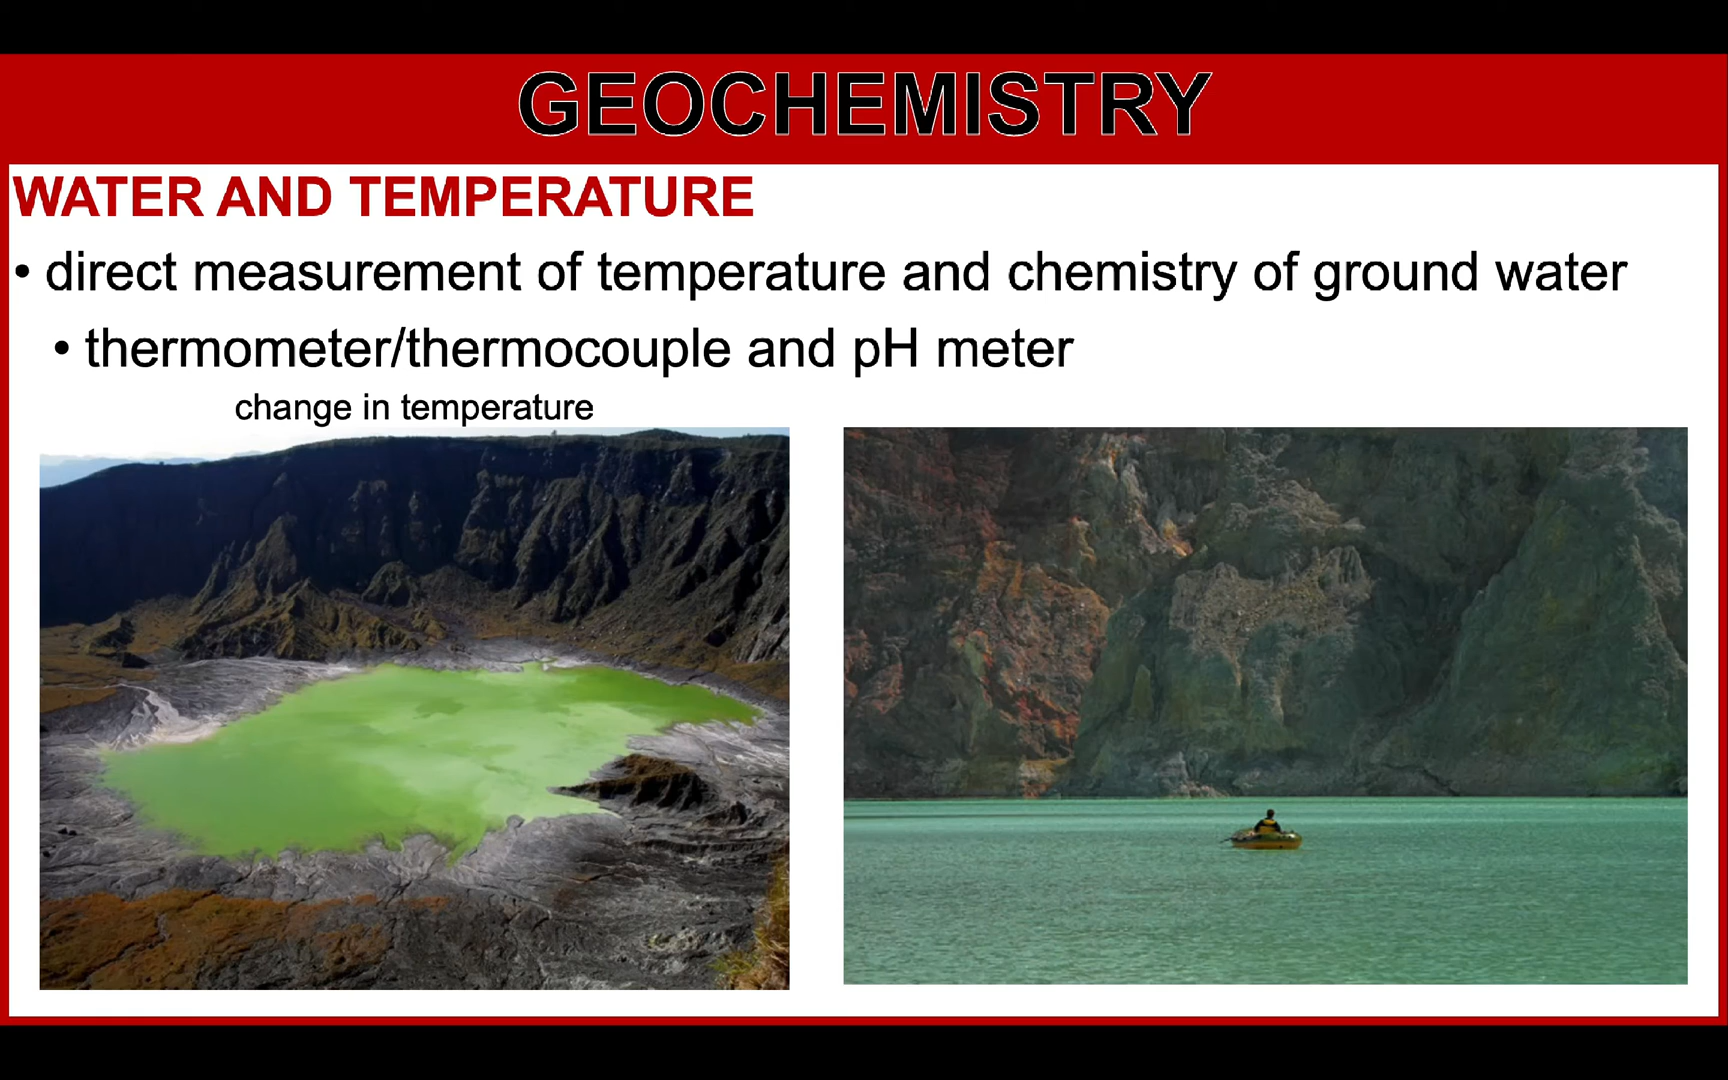 GEOCHEMISTRY
WATER AND TEMPERATURE
• direct measurement of temperature and chemistry of ground water
• thermometer/thermocouple and pH meter
change in temperature